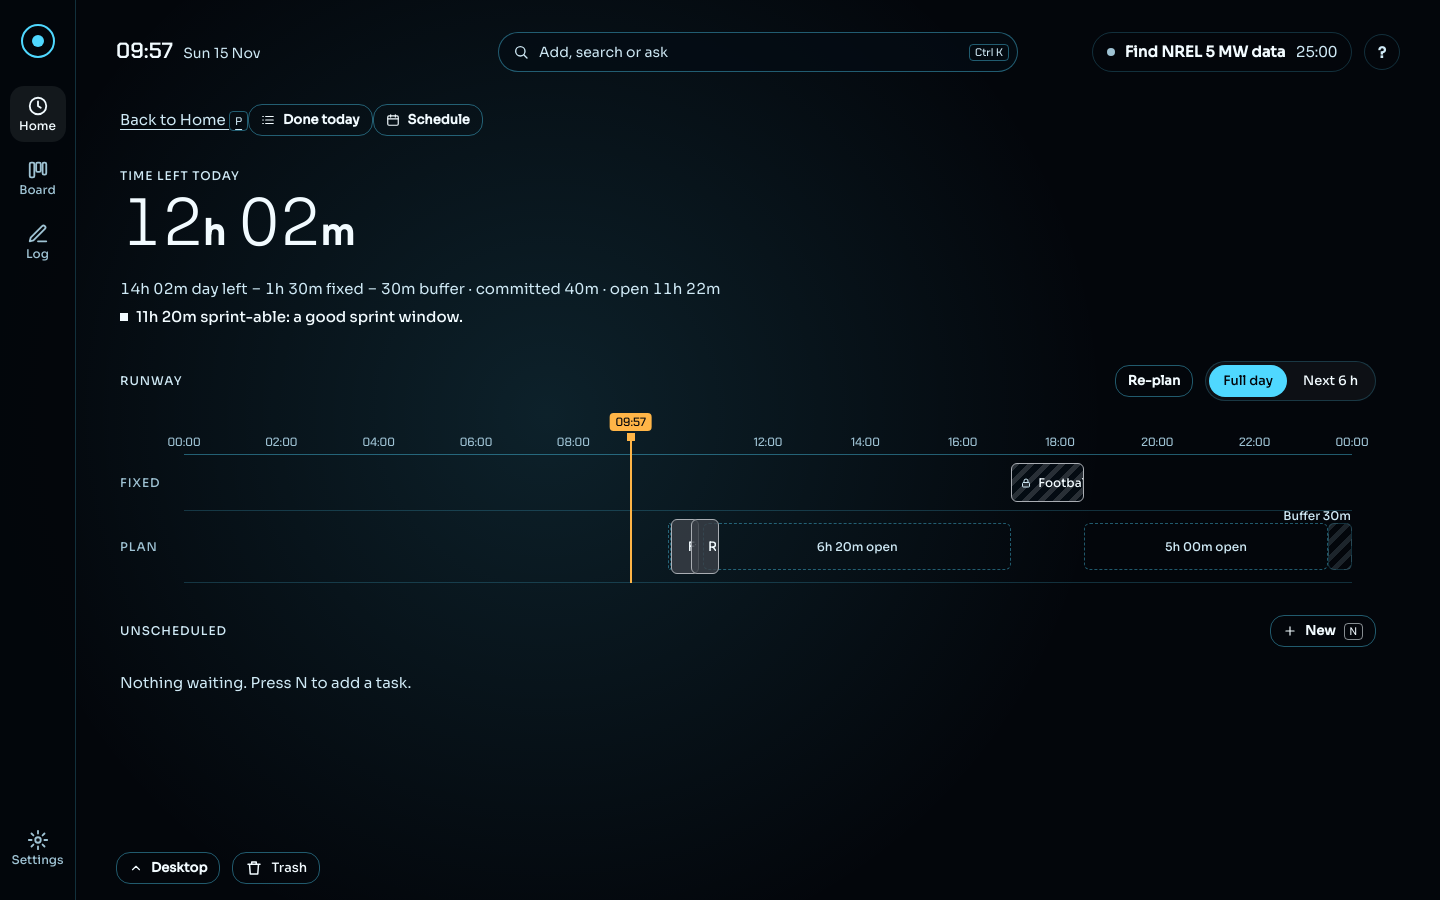 09:57 Sun 15 Nov
Add, search or ask Ctrl K
Find NREL 5 MW data 25:00 ?
Home
Board
Log
Settings
Back to Home P Done today Schedule
TIME LEFT TODAY
12h 02m
14h 02m day left – 1h 30m fixed – 30m buffer · committed 40m · open 11h 22m
11h 20m sprint-able: a good sprint window.
RUNWAY Re-plan Full day Next 6 h
09:57
00:00 02:00 04:00 06:00 08:00 12:00 14:00 16:00 18:00 20:00 22:00 00:00
FIXED Footba
Buffer 30m
PLAN R 6h 20m open 5h 00m open
UNSCHEDULED New N
Nothing waiting. Press N to add a task.
Desktop Trash